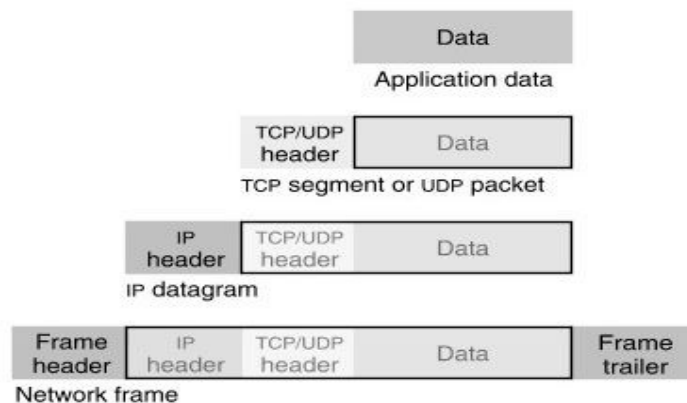 Data
Application data
TCP/UDP
header
Data
TCP segment or UDP packet
IP
header
TCP/UDP
header
Data
IP datagram
Frame
header
IP
header
TCP/UDP
header
Data
Frame
trailer
Network frame